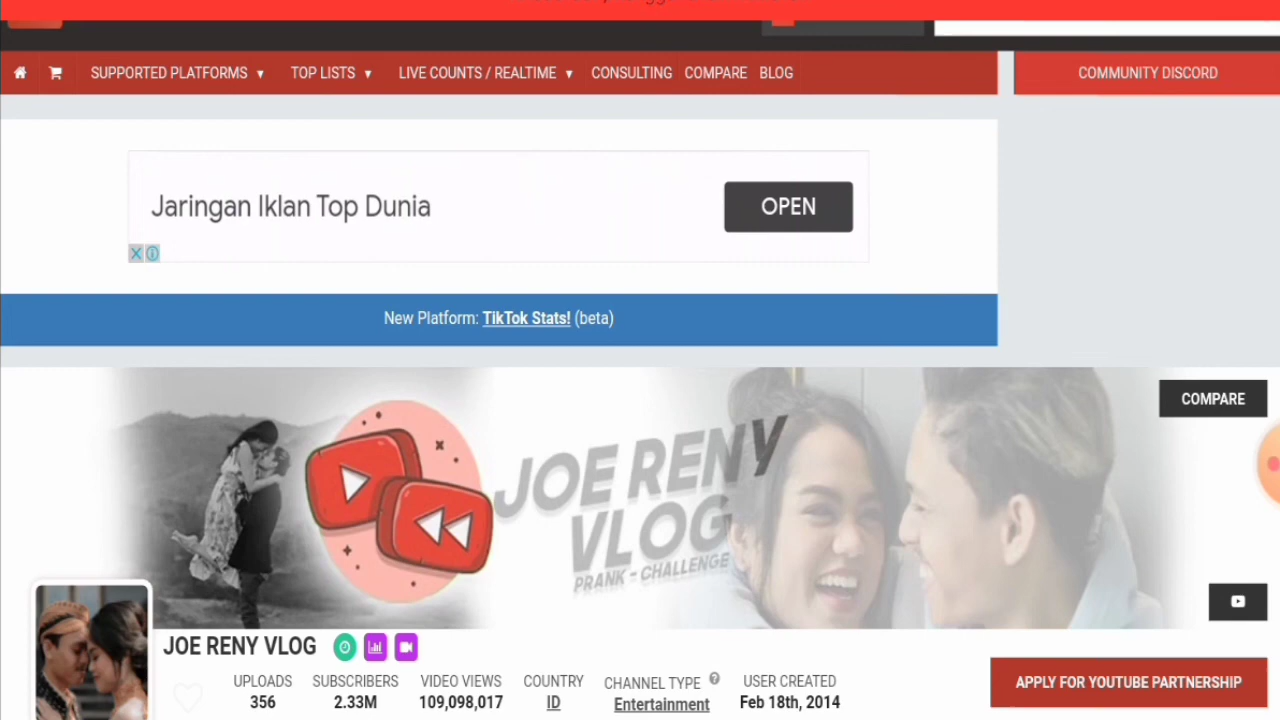 SUPPORTED PLATFORMS ▼ TOP LISTS ▼ LIVE COUNTS / REALTIME ▼ CONSULTING COMPARE BLOG
COMMUNITY DISCORD
Jaringan Iklan Top Dunia
OPEN
New Platform: TikTok Stats! (beta)
COMPARE
JOE RENY
VLOG
PRANK - CHALLENGE
JOE RENY VLOG
UPLOADS SUBSCRIBERS VIDEO VIEWS COUNTRY CHANNEL TYPE USER CREATED
356 2.33M 109,098,017 ID Entertainment Feb 18th, 2014
APPLY FOR YOUTUBE PARTNERSHIP